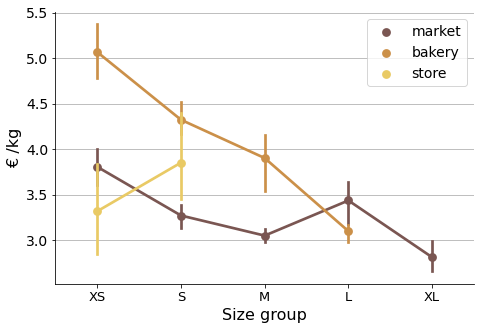 5.5
5.0
4.5
4.0
3.5
3.0
€ /kg
market
bakery
store
XS S M L XL
Size group